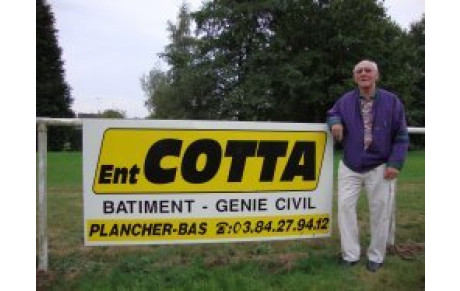 Ent COTTA
BATIMENT - GENIE CIVIL
PLANCHER-BAS ☎:03.84.27.94.12